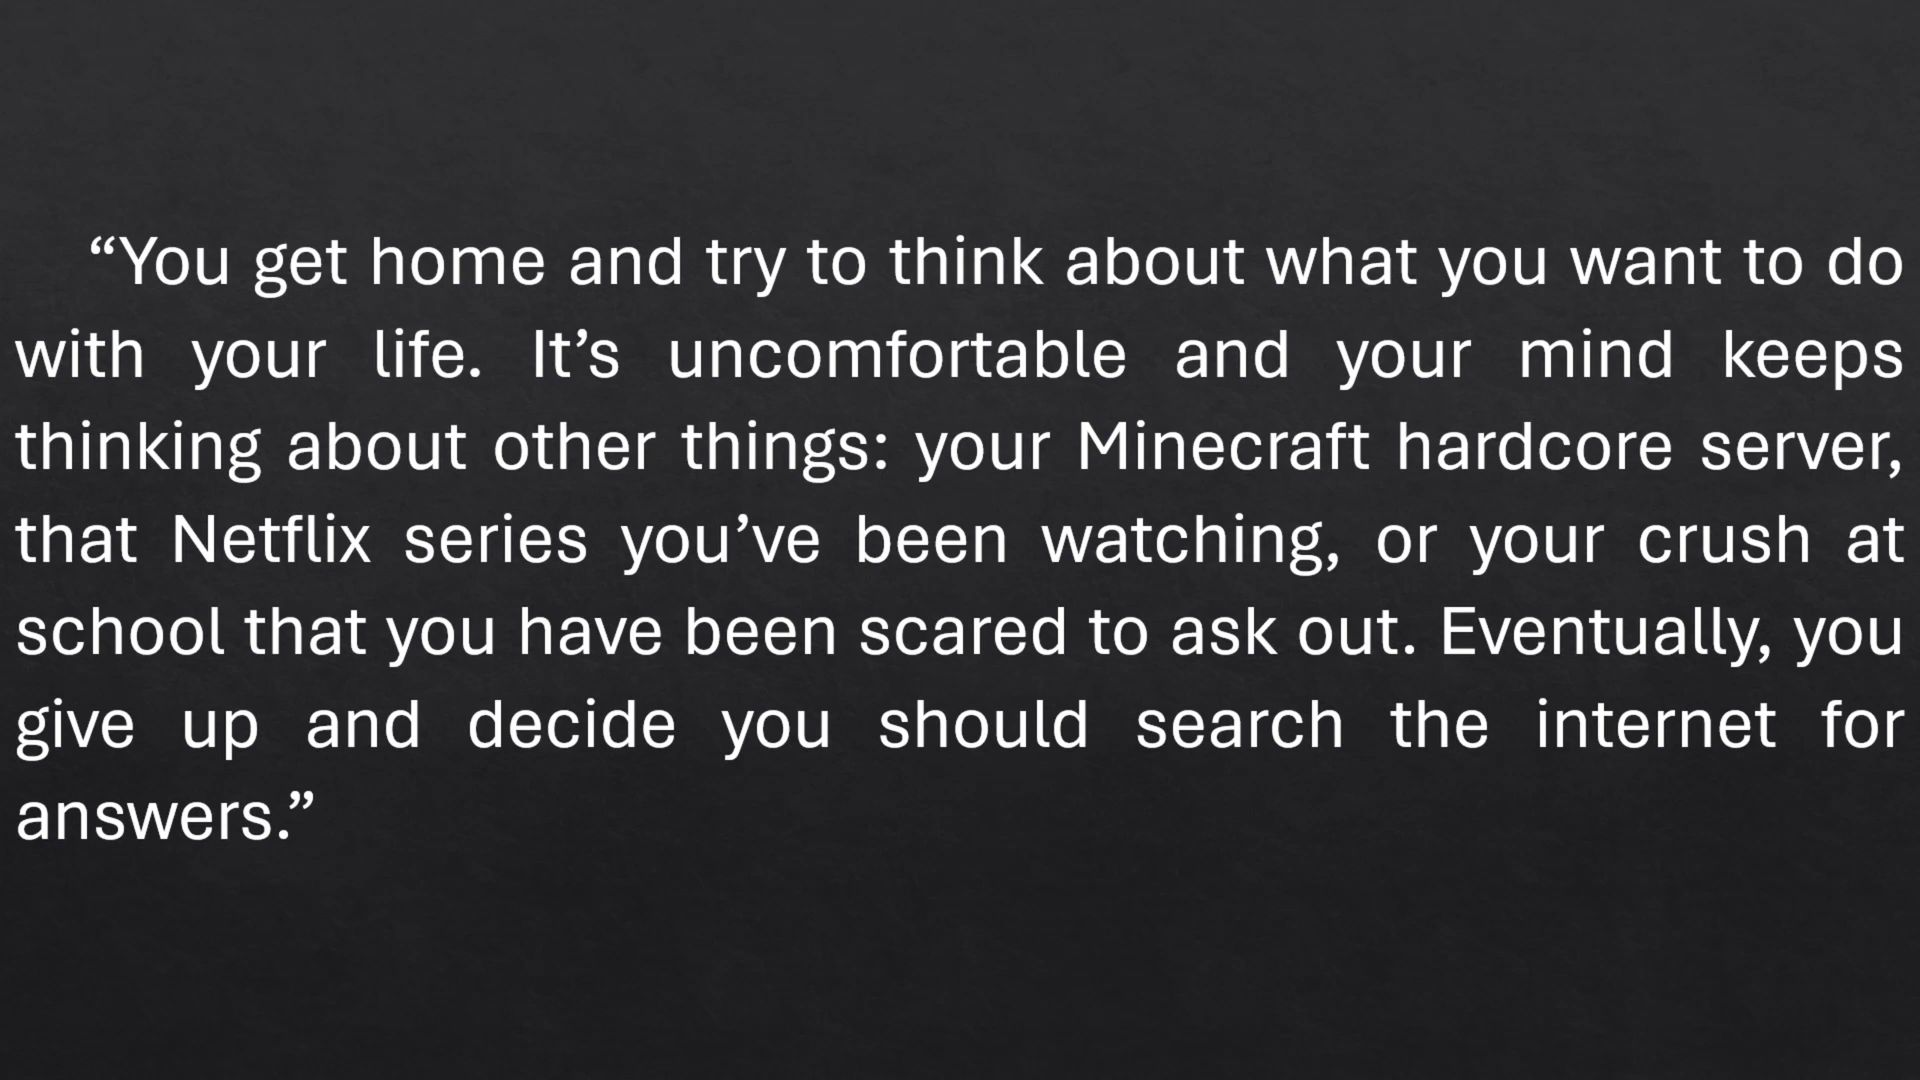 “You get home and try to think about what you want to do
with your life. It’s uncomfortable and your mind keeps
thinking about other things: your Minecraft hardcore server,
that Netflix series you’ve been watching, or your crush at
school that you have been scared to ask out. Eventually, you
give up and decide you should search the internet for
answers.”